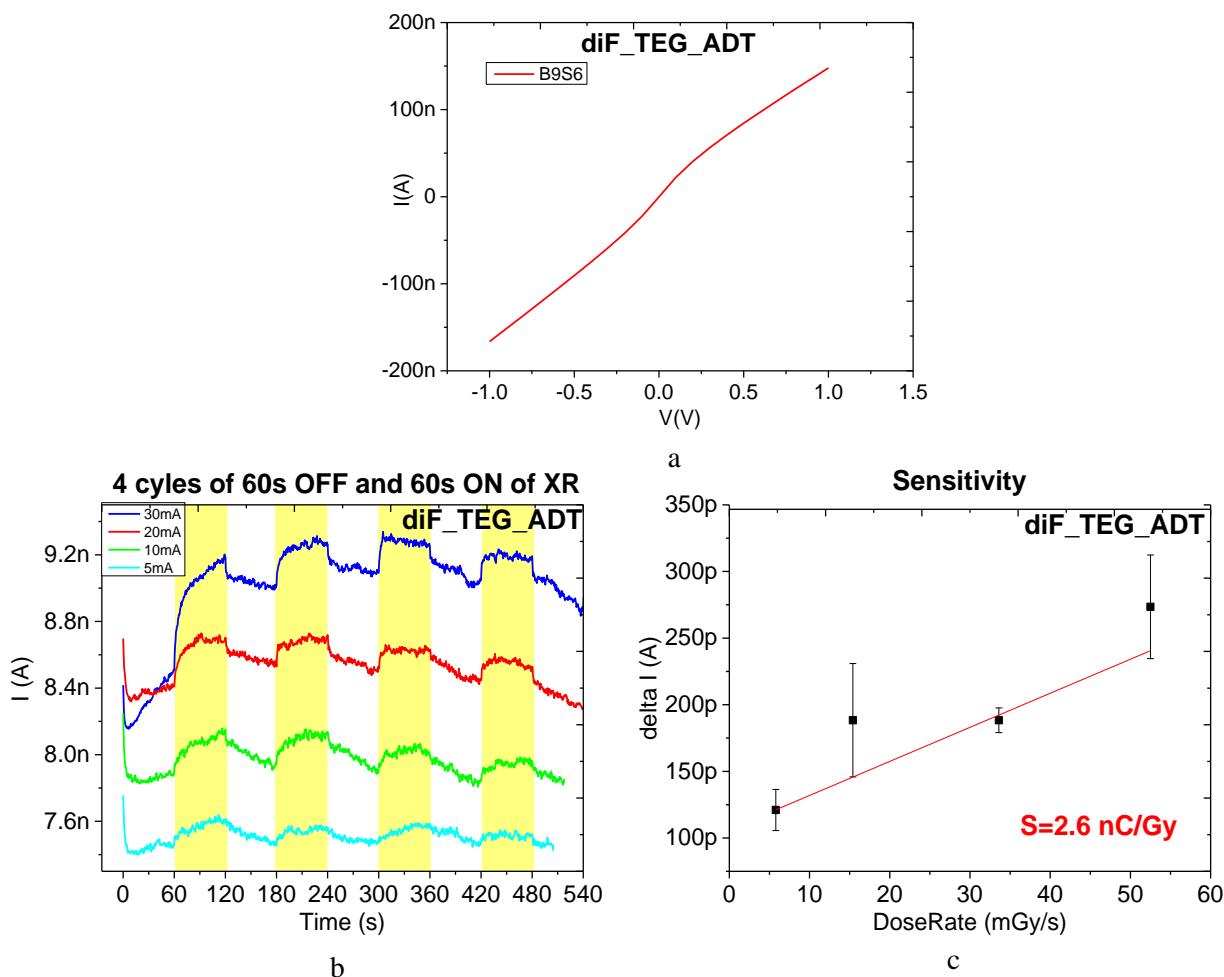 200n
diF_TEG_ADT
B9S6
100n
I(A)
0
-100n
-200n
-1.0 -0.5 0.0 0.5 1.0 1.5
V(V)
a
4 cyles of 60s OFF and 60s ON of XR
diF_TEG_ADT
30mA
20mA
10mA
5mA
9.2n
8.8n
8.4n
8.0n
7.6n
I (A)
0 60 120 180 240 300 360 420 480 540
Time (s)
b
Sensitivity
350p
diF_TEG_ADT
300p
250p
200p
150p
100p
delta I (A)
S=2.6 nC/Gy
0 10 20 30 40 50 60
DoseRate (mGy/s)
c